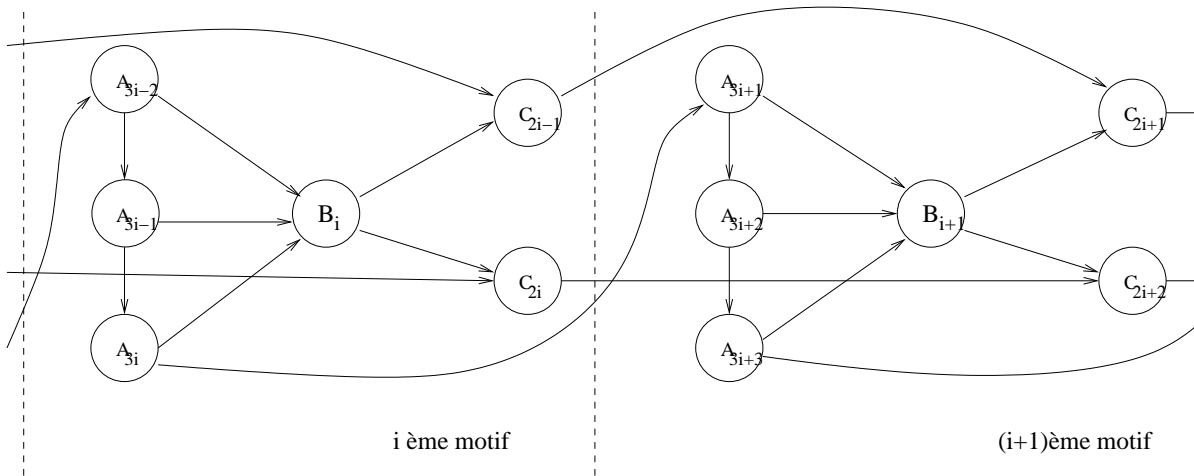 A3i−2
C2i−1
A3i−1
Bi
C2i
A3i
i ème motif
A3i+1
C2i+1
A3i+2
Bi+1
C2i+2
A3i+3
(i+1)ème motif